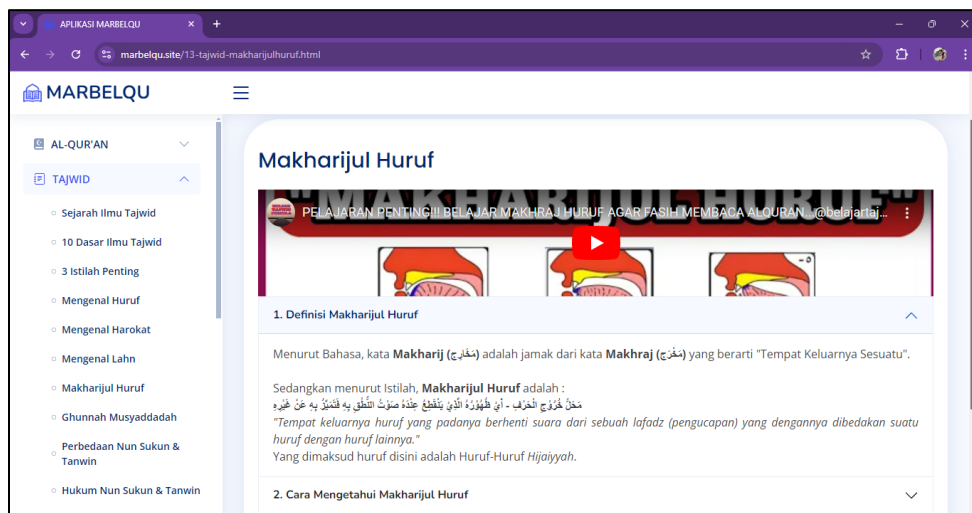 APLIKASI MARBELQU
marbelqu.site/13-tajwid-makharijulhuruf.html
MARBELQU
AL-QUR'AN
TAJWID
Sejarah Ilmu Tajwid
10 Dasar Ilmu Tajwid
3 Istilah Penting
Mengenal Huruf
Mengenal Harokat
Mengenal Lahn
Makharijul Huruf
Ghunnah Musyaddadah
Perbedaan Nun Sukun &
Tanwin
Hukum Nun Sukun & Tanwin
Makharijul Huruf
"MAKHARIJUL HURUF"
PELAJARAN PENTING!!! BELAJAR MAKHRAJ HURUF AGAR FASIH MEMBACA ALQURAN...@belajartaj...
1. Definisi Makharijul Huruf
Menurut Bahasa, kata Makharij (مَخَارِج) adalah jamak dari kata Makhraj (مَخْرَج) yang berarti "Tempat Keluarnya Sesuatu".
Sedangkan menurut Istilah, Makharijul Huruf adalah :
مَحَلُّ خُرُوْجِ الْحَرْفِ - أَيْ ظُهُوْرُهُ الَّذِيْ يَنْقَطِعُ عِنْدَهُ صَوْتُ النُّطْقِ بِهِ فَتَمَيَّزُ بِهِ عَنْ غَيْرِهِ
"Tempat keluarnya huruf yang padanya berhenti suara dari sebuah lafadz (pengucapan) yang dengannya dibedakan suatu
huruf dengan huruf lainnya."
Yang dimaksud huruf disini adalah Huruf-Huruf Hijaiyyah.
2. Cara Mengetahui Makharijul Huruf